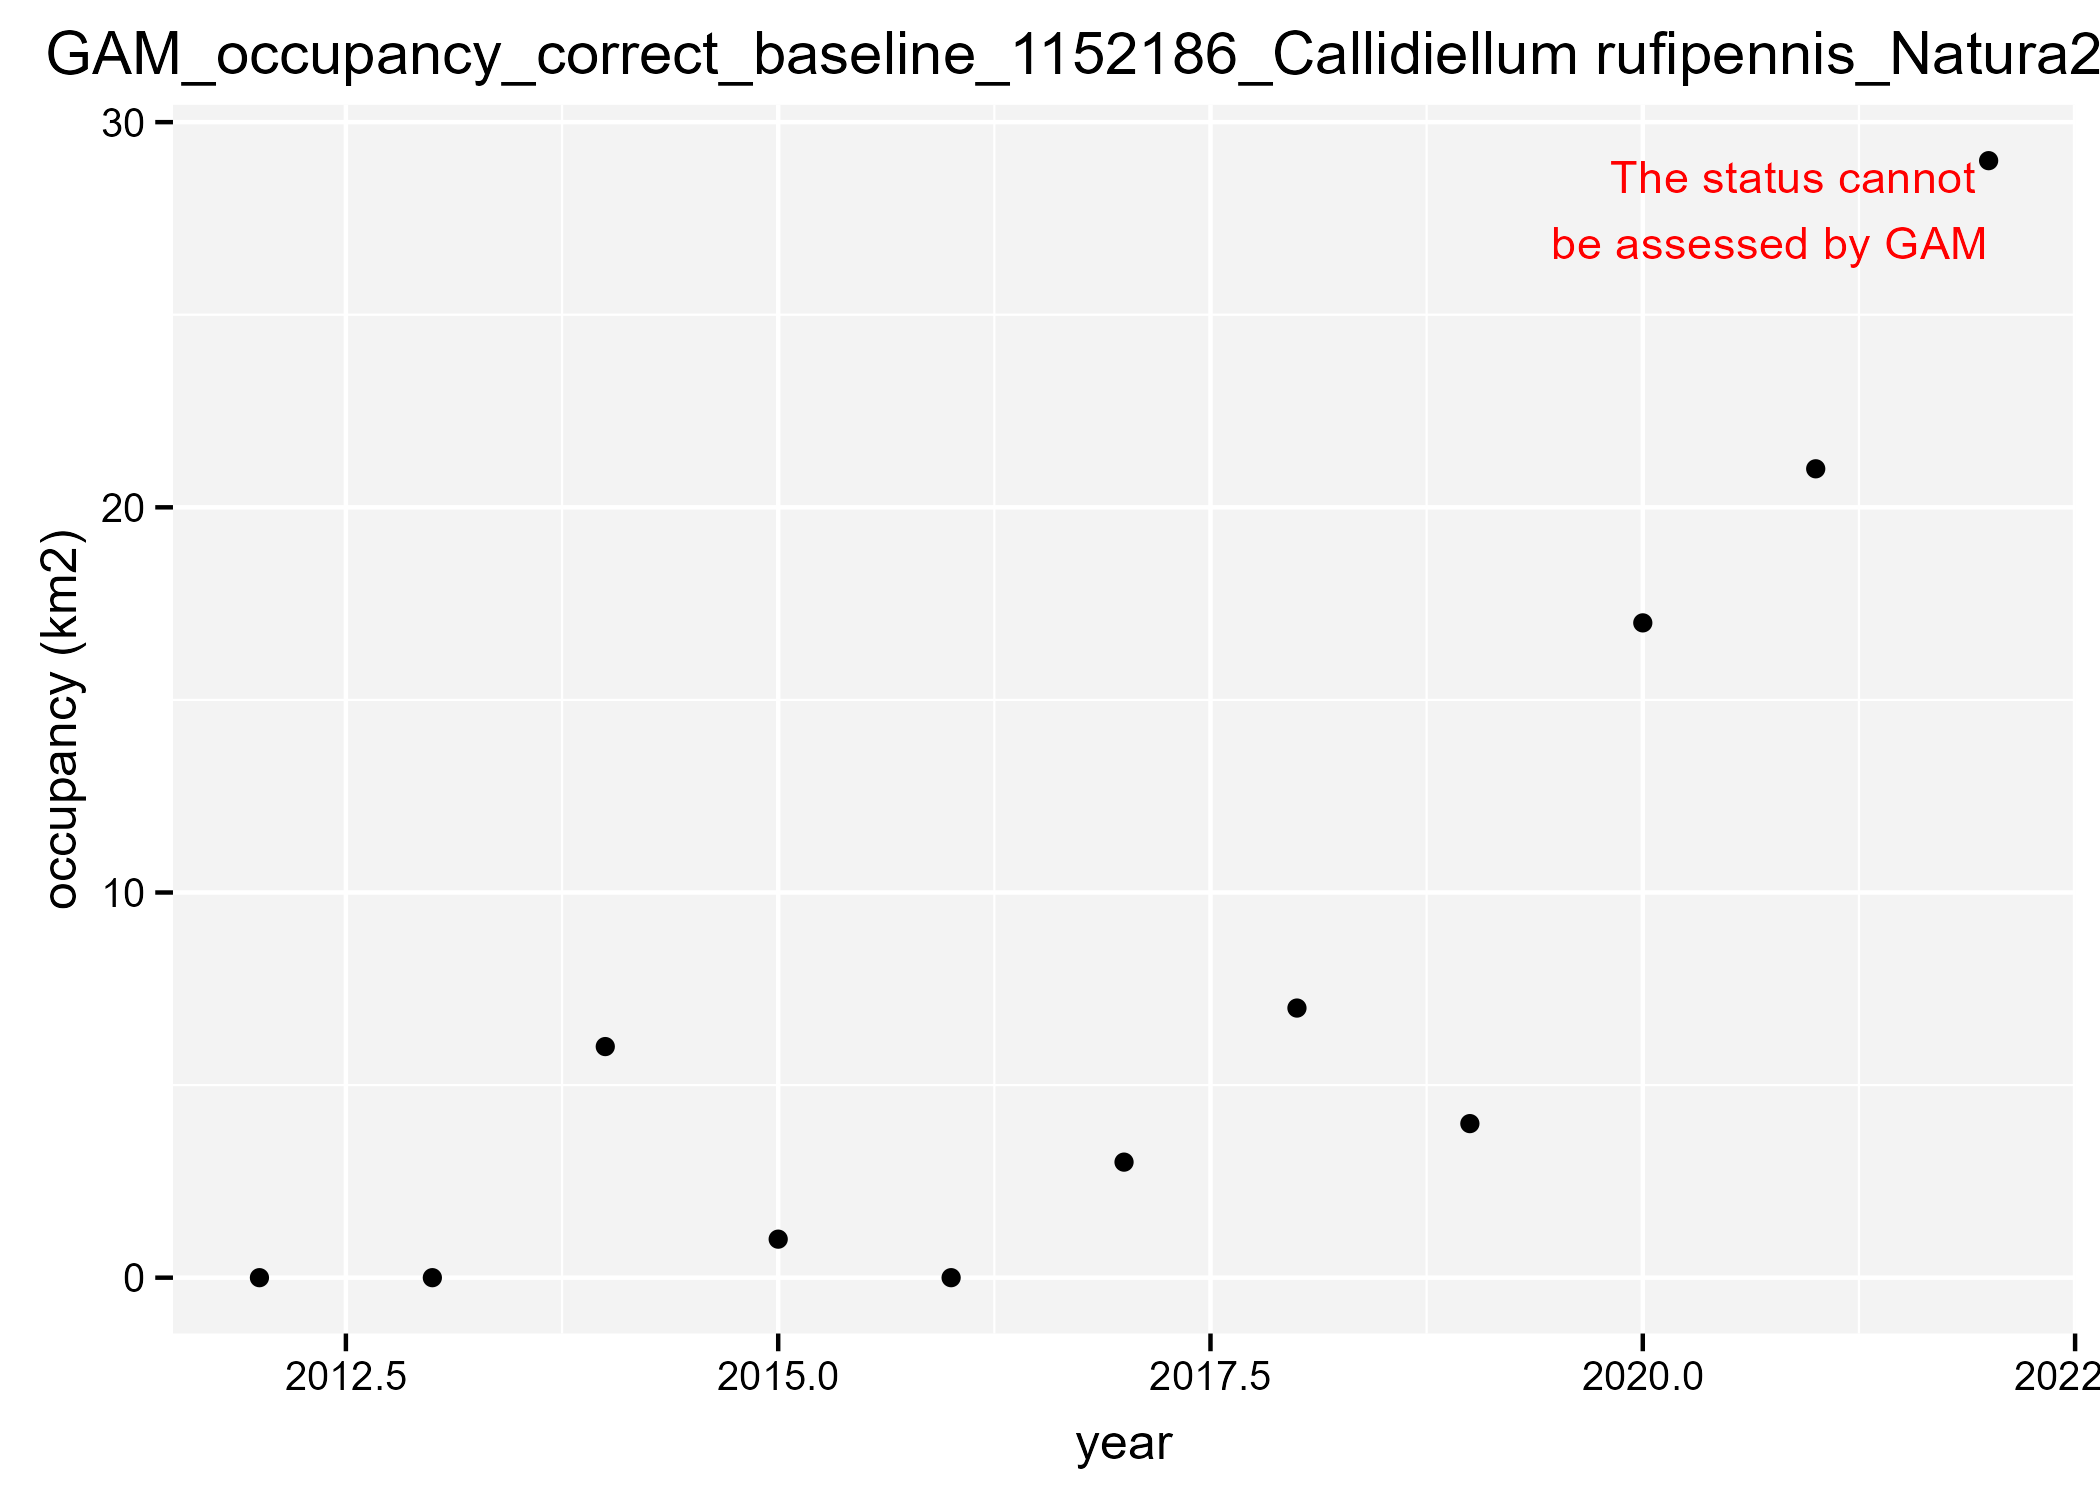 GAM_occupancy_correct_baseline_1152186_Callidiellum rufipennis_Natura2
30
The status cannot
be assessed by GAM
20
occupancy (km2)
10
0
2012.5
2015.0
2017.5
2020.0
2022
year